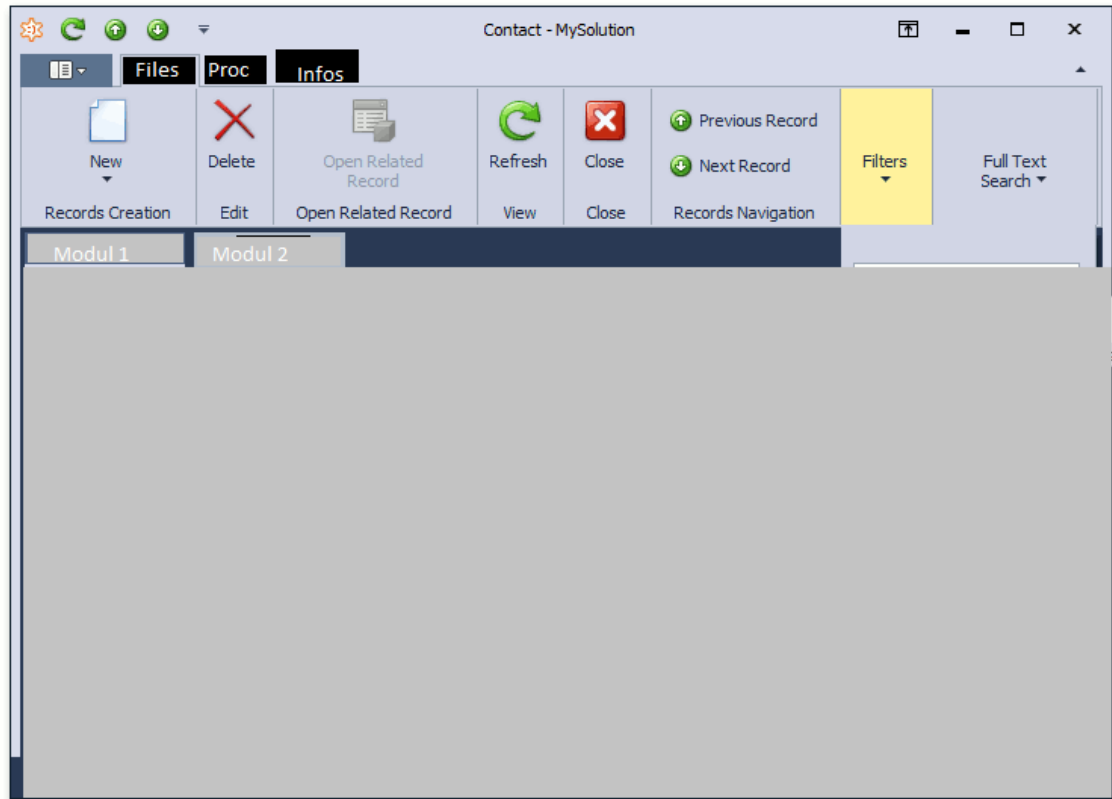 Contact - MySolution
Files Proc Infos
New
Delete
Open Related
Record
Refresh
Close
Previous Record
Next Record
Filters
Full Text
Search
Records Creation
Edit
Open Related Record
View
Close
Records Navigation
Modul 1
Modul 2